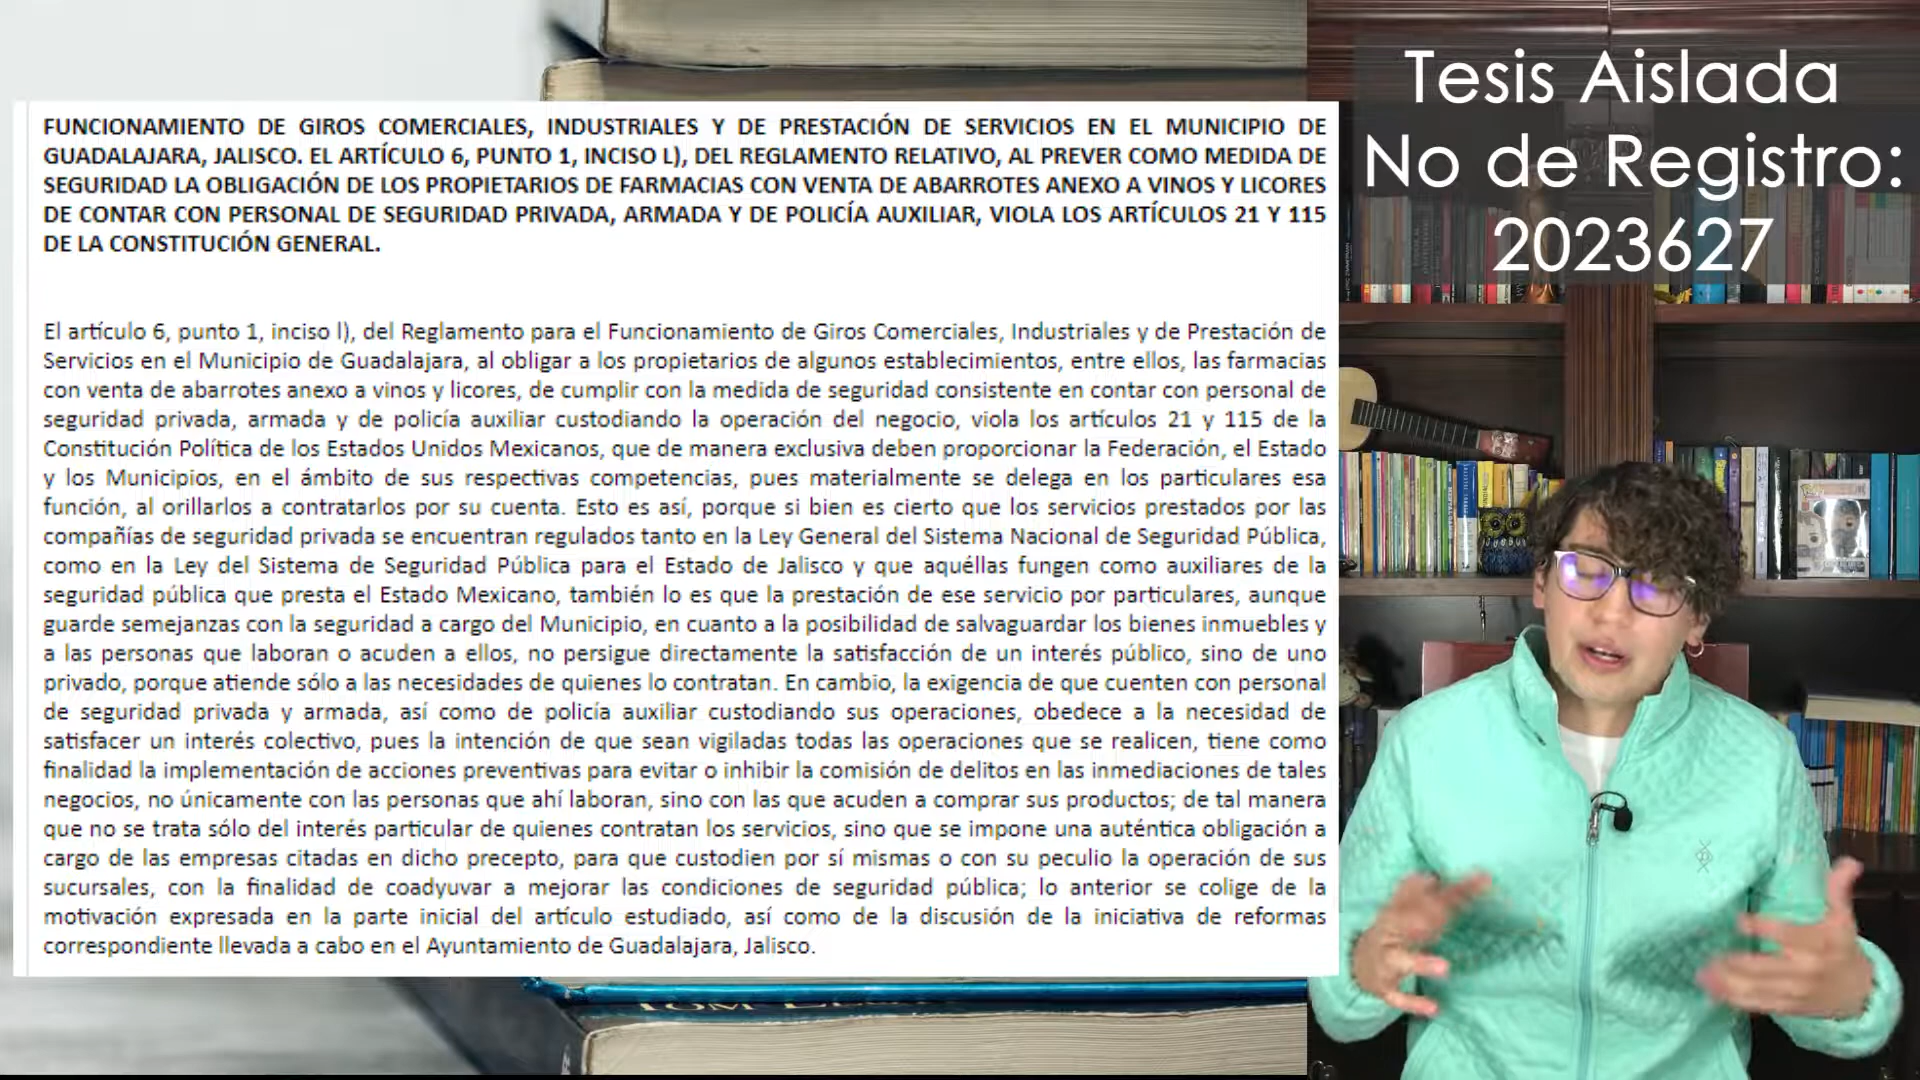 FUNCIONAMIENTO DE GIROS COMERCIALES, INDUSTRIALES Y DE PRESTACIÓN DE SERVICIOS EN EL MUNICIPIO DE
GUADALAJARA, JALISCO. EL ARTÍCULO 6, PUNTO 1, INCISO L), DEL REGLAMENTO RELATIVO, AL PREVER COMO MEDIDA DE
SEGURIDAD LA OBLIGACIÓN DE LOS PROPIETARIOS DE FARMACIAS CON VENTA DE ABARROTES ANEXO A VINOS Y LICORES
DE CONTAR CON PERSONAL DE SEGURIDAD PRIVADA, ARMADA Y DE POLICÍA AUXILIAR, VIOLA LOS ARTÍCULOS 21 Y 115
DE LA CONSTITUCIÓN GENERAL.
El artículo 6, punto 1, inciso l), del Reglamento para el Funcionamiento de Giros Comerciales, Industriales y de Prestación de
Servicios en el Municipio de Guadalajara, al obligar a los propietarios de algunos establecimientos, entre ellos, las farmacias
con venta de abarrotes anexo a vinos y licores, de cumplir con la medida de seguridad consistente en contar con personal de
seguridad privada, armada y de policía auxiliar custodiando la operación del negocio, viola los artículos 21 y 115 de la
Constitución Política de los Estados Unidos Mexicanos, que de manera exclusiva deben proporcionar la Federación, el Estado
y los Municipios, en el ámbito de sus respectivas competencias, pues materialmente se delega en los particulares esa
función, al orillarlos a contratarlos por su cuenta. Esto es así, porque si bien es cierto que los servicios prestados por las
compañías de seguridad privada se encuentran regulados tanto en la Ley General del Sistema Nacional de Seguridad Pública,
como en la Ley del Sistema de Seguridad Pública para el Estado de Jalisco y que aquéllas fungen como auxiliares de la
seguridad pública que presta el Estado Mexicano, también lo es que la prestación de ese servicio por particulares, aunque
guarde semejanzas con la seguridad a cargo del Municipio, en cuanto a la posibilidad de salvaguardar los bienes inmuebles y
a las personas que laboran o acuden a ellos, no persigue directamente la satisfacción de un interés público, sino de uno
privado, porque atiende sólo a las necesidades de quienes lo contratan. En cambio, la exigencia de que cuenten con personal
de seguridad privada y armada, así como de policía auxiliar custodiando sus operaciones, obedece a la necesidad de
satisfacer un interés colectivo, pues la intención de que sean vigiladas todas las operaciones que se realicen, tiene como
finalidad la implementación de acciones preventivas para evitar o inhibir la comisión de delitos en las inmediaciones de tales
negocios, no únicamente con las personas que ahí laboran, sino con las que acuden a comprar sus productos; de tal manera
que no se trata sólo del interés particular de quienes contratan los servicios, sino que se impone una auténtica obligación a
cargo de las empresas citadas en dicho precepto, para que custodien por sí mismas o con su peculio la operación de sus
sucursales, con la finalidad de coadyuvar a mejorar las condiciones de seguridad pública; lo anterior se colige de la
motivación expresada en la parte inicial del artículo estudiado, así como de la discusión de la iniciativa de reformas
correspondiente llevada a cabo en el Ayuntamiento de Guadalajara, Jalisco.
Tesis Aislada
No de Registro:
2023627